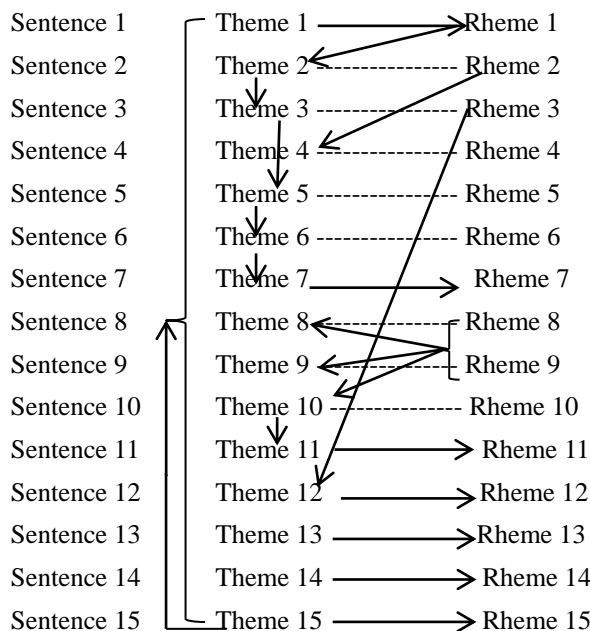 Sentence 1 Theme 1 Rheme 1
Sentence 2 Theme 2 Rheme 2
Sentence 3 Theme 3 Rheme 3
Sentence 4 Theme 4 Rheme 4
Sentence 5 Theme 5 Rheme 5
Sentence 6 Theme 6 Rheme 6
Sentence 7 Theme 7 Rheme 7
Sentence 8 Theme 8 Rheme 8
Sentence 9 Theme 9 Rheme 9
Sentence 10 Theme 10 Rheme 10
Sentence 11 Theme 11 Rheme 11
Sentence 12 Theme 12 Rheme 12
Sentence 13 Theme 13 Rheme 13
Sentence 14 Theme 14 Rheme 14
Sentence 15 Theme 15 Rheme 15